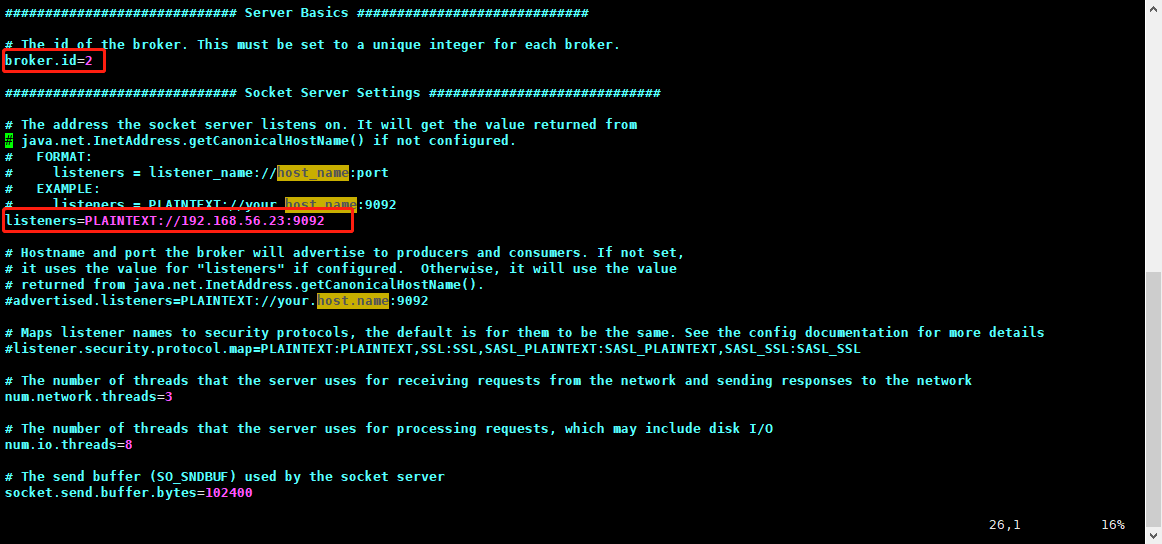 ############################# Server Basics #############################
# The id of the broker. This must be set to a unique integer for each broker.
broker.id=2
############################# Socket Server Settings #############################
# The address the socket server listens on. It will get the value returned from
# java.net.InetAddress.getCanonicalHostName() if not configured.
#   FORMAT:
#     listeners = listener_name://host_name:port
#   EXAMPLE:
#     listeners = PLAINTEXT://your.host.name:9092
listeners=PLAINTEXT://192.168.56.23:9092
# Hostname and port the broker will advertise to producers and consumers. If not set,
# it uses the value for "listeners" if configured.  Otherwise, it will use the value
# returned from java.net.InetAddress.getCanonicalHostName().
#advertised.listeners=PLAINTEXT://your.host.name:9092
# Maps listener names to security protocols, the default is for them to be the same. See the config documentation for more details
#listener.security.protocol.map=PLAINTEXT:PLAINTEXT,SSL:SSL,SASL_PLAINTEXT:SASL_PLAINTEXT,SASL_SSL:SASL_SSL
# The number of threads that the server uses for receiving requests from the network and sending responses to the network
num.network.threads=3
# The number of threads that the server uses for processing requests, which may include disk I/O
num.io.threads=8
# The send buffer (SO_SNDBUF) used by the socket server
socket.send.buffer.bytes=102400
26,1 16%